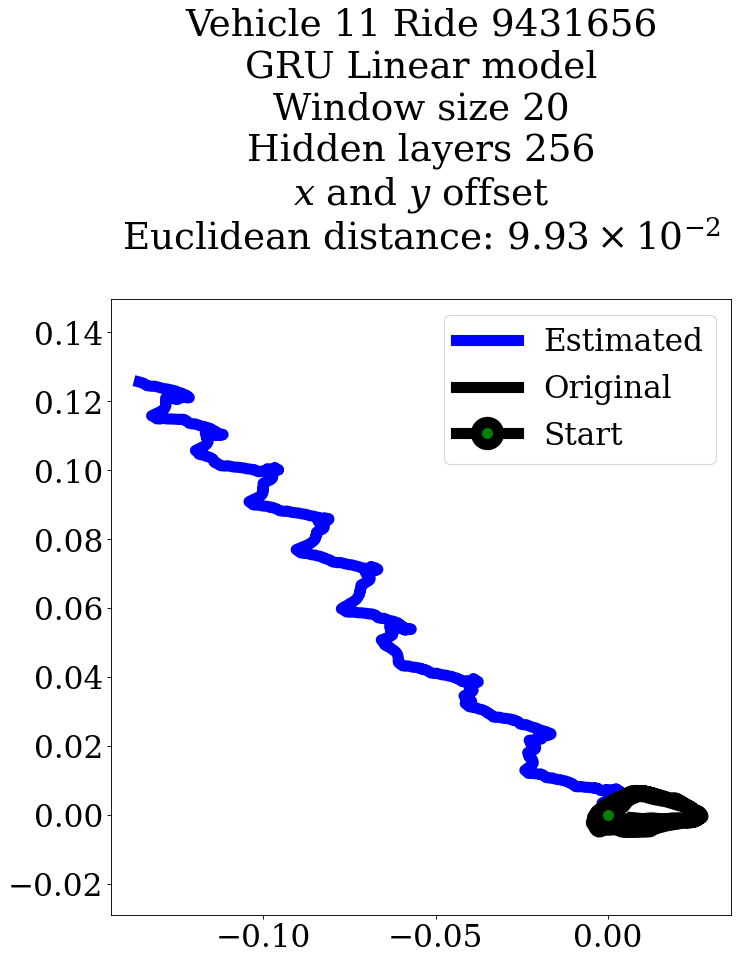 Vehicle 11 Ride 9431656
GRU Linear model
Window size 20
Hidden layers 256
x and y offset
Euclidean distance: 9.93 × 10⁻²
Estimated
Original
Start
0.14
0.12
0.10
0.08
0.06
0.04
0.02
0.00
−0.02
−0.10
−0.05
0.00